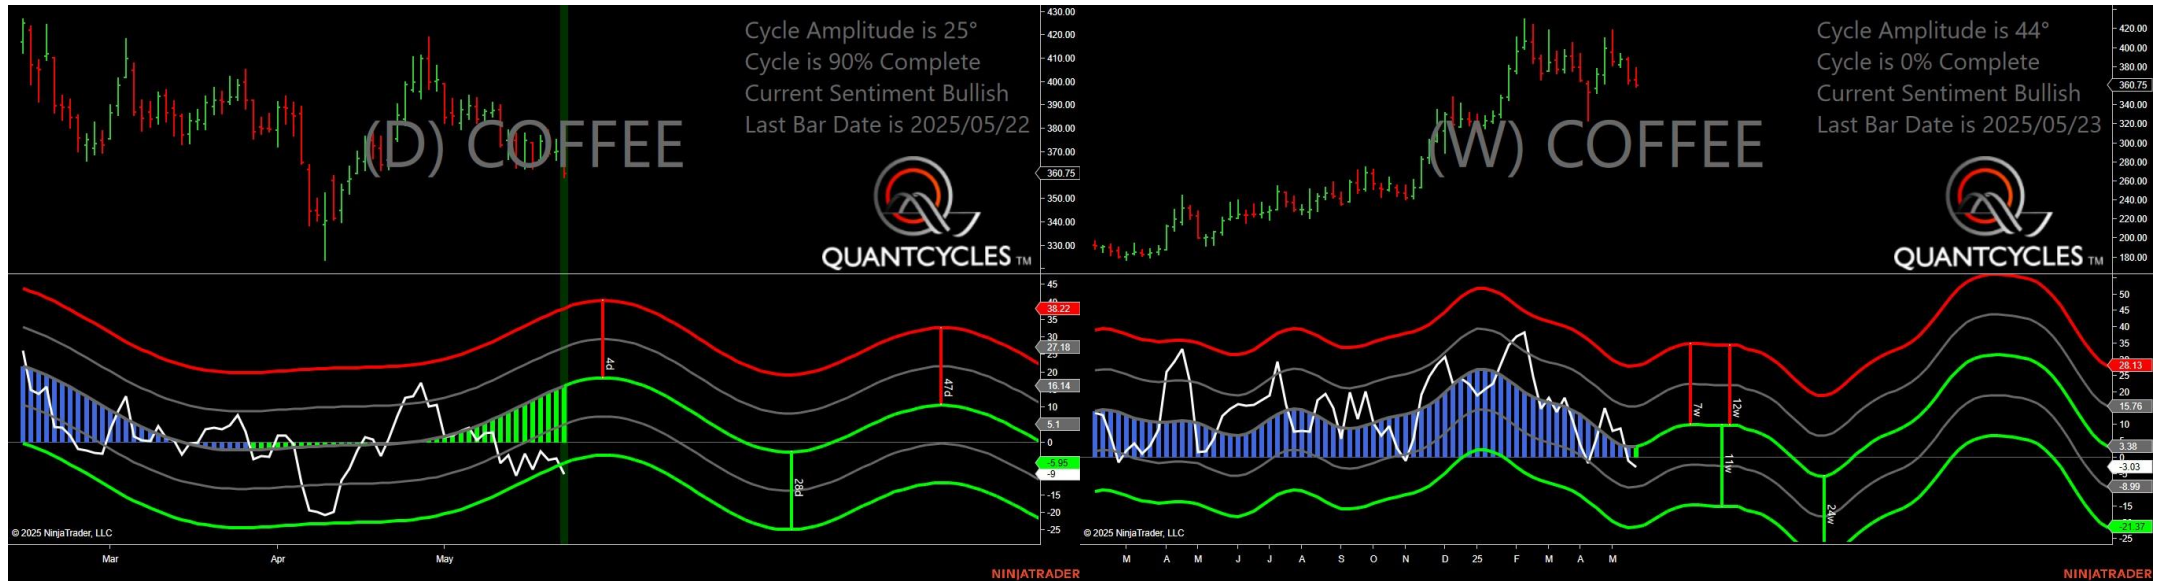 Cycle Amplitude is 25°
Cycle is 90% Complete
Current Sentiment Bullish
Last Bar Date is 2025/05/22
(D) COFFEE
QUANTCYCLES TM
430.00
420.00
410.00
400.00
390.00
380.00
370.00
360.75
350.00
340.00
330.00
45
38.22
35
30
27.18
20
16.14
10
5.1
0
-5.95
-9
-15
-20
-25
4d
28d
47d
© 2025 NinjaTrader, LLC
Mar
Apr
May
NINJATRADER
Cycle Amplitude is 44°
Cycle is 0% Complete
Current Sentiment Bullish
Last Bar Date is 2025/05/23
(W) COFFEE
QUANTCYCLES TM
420.00
400.00
380.00
360.75
340.00
320.00
300.00
280.00
260.00
240.00
220.00
200.00
180.00
50
45
40
35
28.13
25
20
15.76
10
3.38
0
-3.03
-8.99
-15
-21.37
-25
7w
12w
11w
24w
© 2025 NinjaTrader, LLC
M
A
M
J
J
A
S
O
N
D
25
F
M
A
M
NINJATRADER